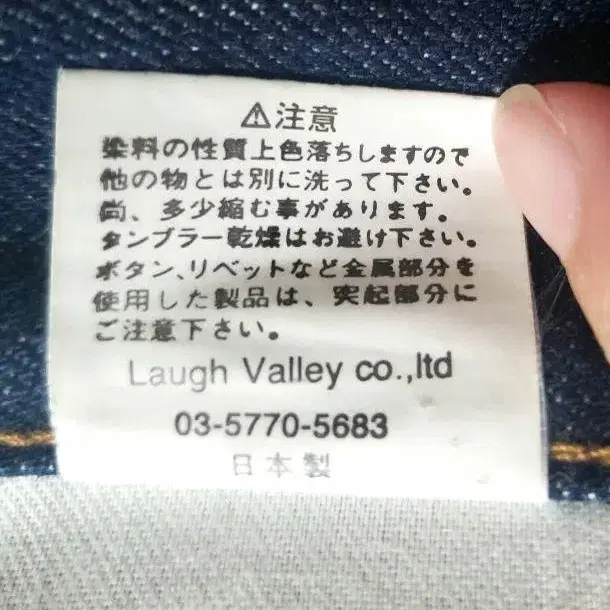 ⚠注意
染料の性質上色落ちしますので
他の物とは別に洗って下さい。
尚、多少縮む事があります。
タンブラー乾燥はお避け下さい。
ボタン、リベットなど金属部分を
使用した製品は、突起部分に
ご注意下さい。
Laugh Valley co.,ltd
03-5770-5683
日本製